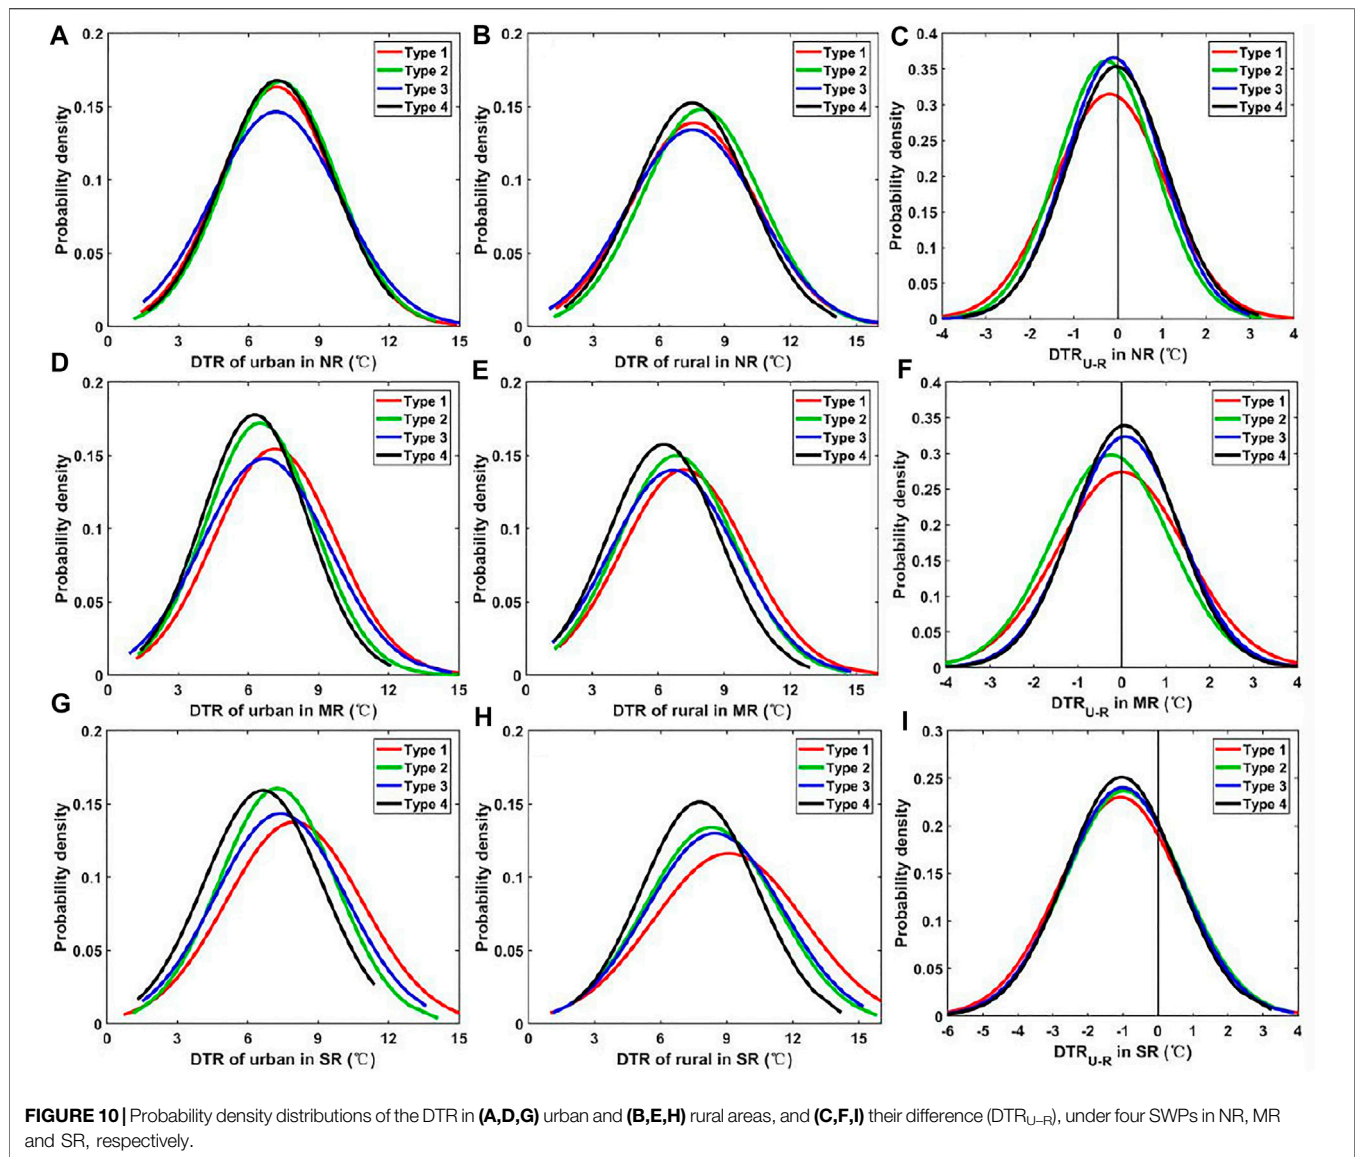 A
0.2
0.15
0.1
0.05
0
Probability density
Type 1
Type 2
Type 3
Type 4
0 3 6 9 12 15
DTR of urban in NR (℃)
B
0.2
0.15
0.1
0.05
0
Probability density
Type 1
Type 2
Type 3
Type 4
0 3 6 9 12 15
DTR of rural in NR (℃)
C
0.4
0.35
0.3
0.25
0.2
0.15
0.1
0.05
0
Probability density
Type 1
Type 2
Type 3
Type 4
-4 -3 -2 -1 0 1 2 3 4
DTRU-R in NR (℃)
D
0.2
0.15
0.1
0.05
0
Probability density
Type 1
Type 2
Type 3
Type 4
0 3 6 9 12 15
DTR of urban in MR (℃)
E
0.2
0.15
0.1
0.05
0
Probability density
Type 1
Type 2
Type 3
Type 4
0 3 6 9 12 15
DTR of rural in MR (℃)
F
0.4
0.35
0.3
0.25
0.2
0.15
0.1
0.05
0
Probability density
Type 1
Type 2
Type 3
Type 4
-4 -3 -2 -1 0 1 2 3 4
DTRU-R in MR (℃)
G
0.2
0.15
0.1
0.05
0
Probability density
Type 1
Type 2
Type 3
Type 4
0 3 6 9 12 15
DTR of urban in SR (℃)
H
0.2
0.15
0.1
0.05
0
Probability density
Type 1
Type 2
Type 3
Type 4
0 3 6 9 12 15
DTR of rural in SR (℃)
I
0.3
0.25
0.2
0.15
0.1
0.05
0
Probability density
Type 1
Type 2
Type 3
Type 4
-6 -5 -4 -3 -2 -1 0 1 2 3 4
DTRU-R in SR (℃)
FIGURE 10 | Probability density distributions of the DTR in (A,D,G) urban and (B,E,H) rural areas, and (C,F,I) their difference (DTRU–R), under four SWPs in NR, MR
and SR, respectively.